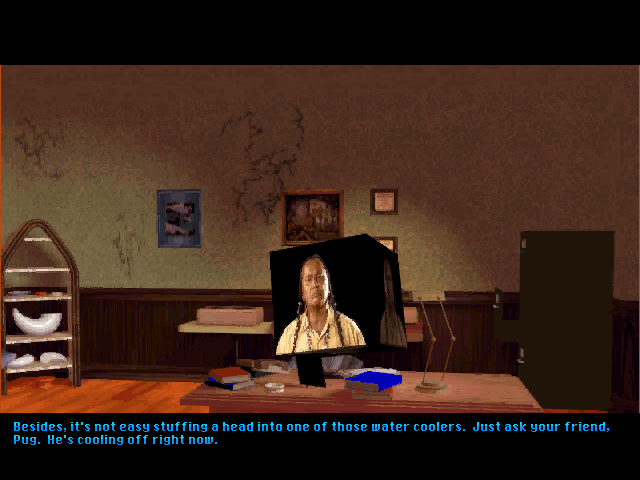 Besides, it's not easy stuffing a head into one of those water coolers.  Just ask your friend,
Pug.  He's cooling off right now.